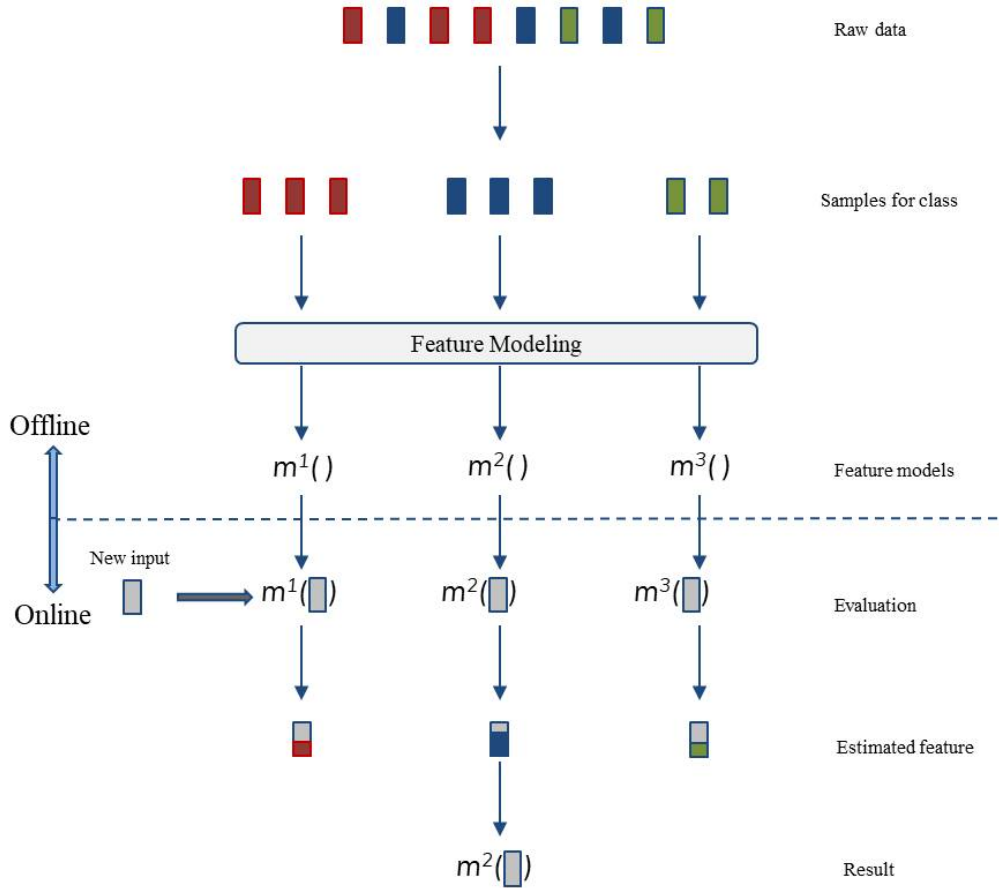 Raw data
Samples for class
Feature Modeling
Offline
m¹( )
m²( )
m³( )
Feature models
New input
Online
m¹( )
m²( )
m³( )
Evaluation
Estimated feature
m²( )
Result